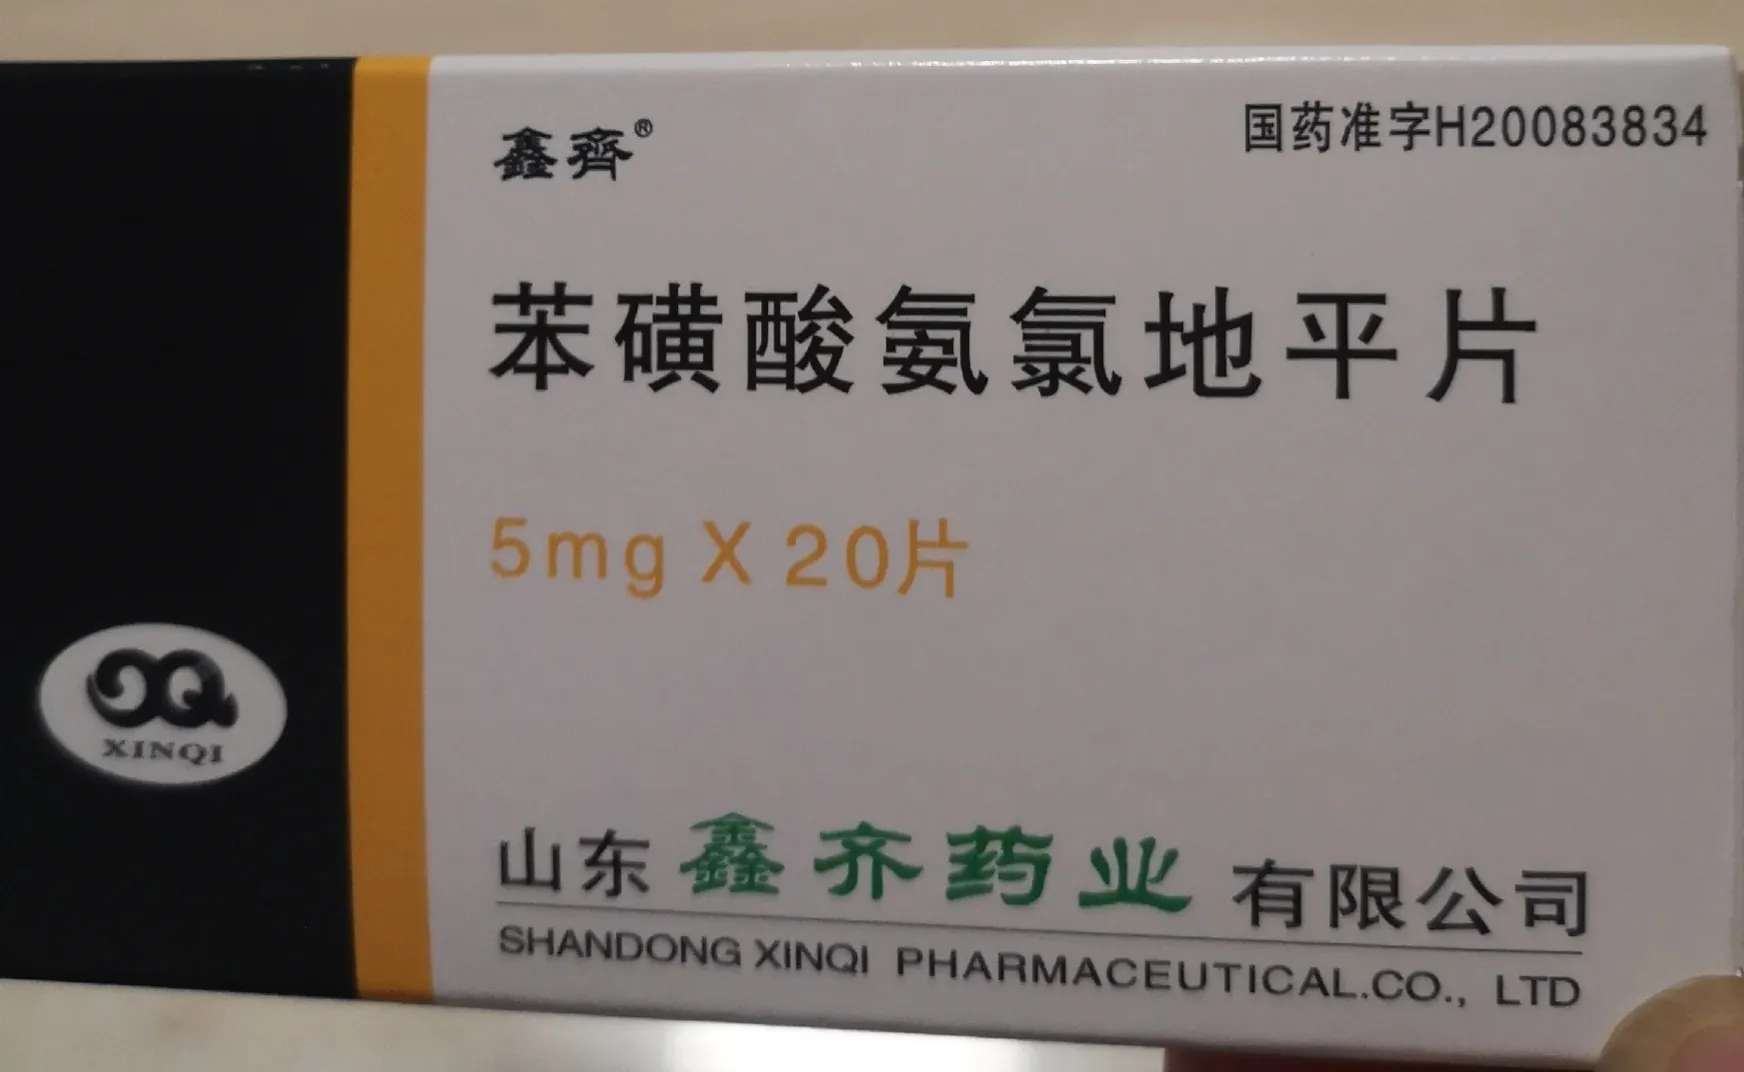 鑫齊®
国药准字H20083834
苯磺酸氨氯地平片
5mg X 20片
XINQI
山东鑫齐药业有限公司
SHANDONG XINQI PHARMACEUTICAL.CO., LTD